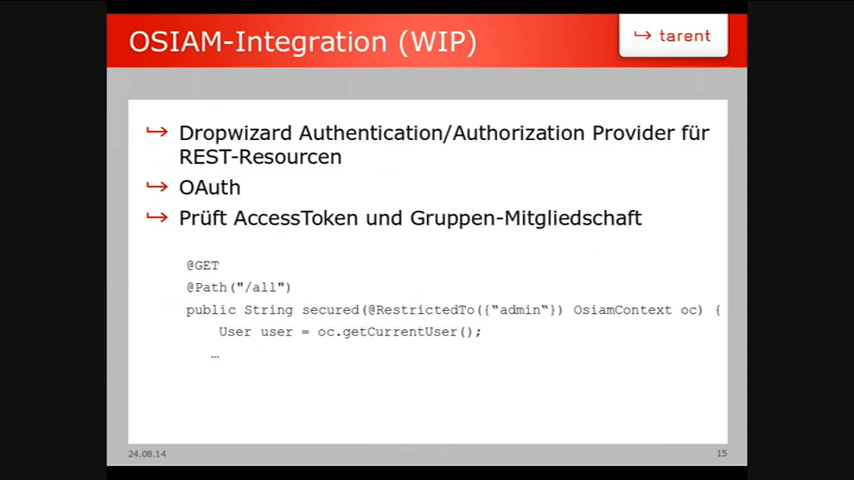 OSIAM-Integration (WIP)
tarent
Dropwizard Authentication/Authorization Provider für
REST-Resourcen
OAuth
Prüft AccessToken und Gruppen-Mitgliedschaft
@GET
@Path("/all")
public String secured(@RestrictedTo({“admin“}) OsiamContext oc) {
User user = oc.getCurrentUser();
…
24.08.14
15